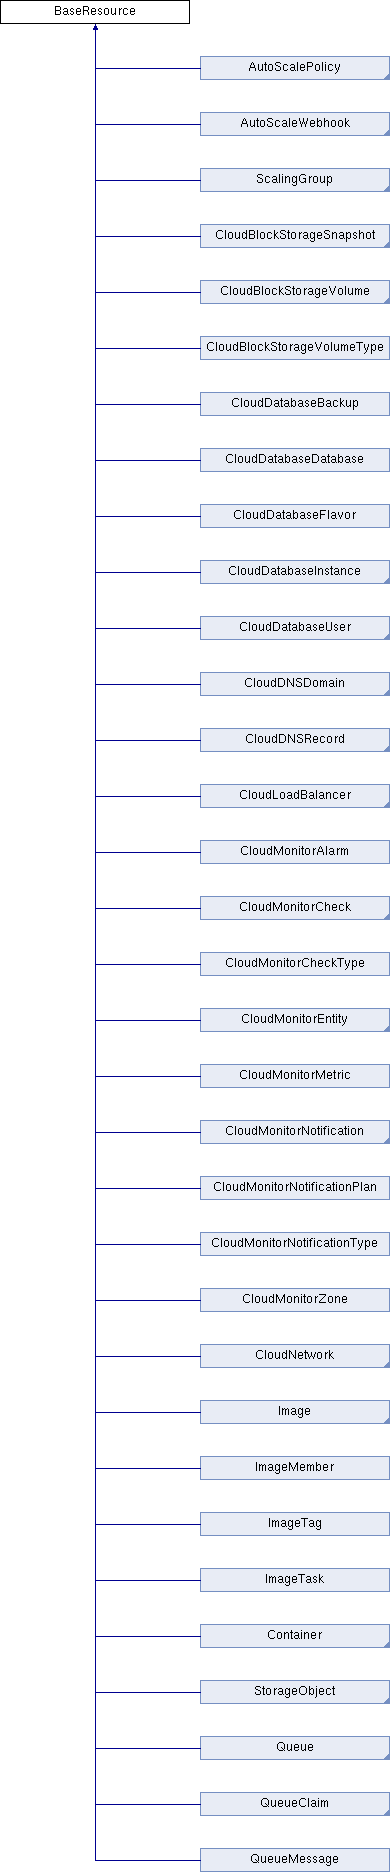 BaseResource
AutoScalePolicy
AutoScaleWebhook
ScalingGroup
CloudBlockStorageSnapshot
CloudBlockStorageVolume
CloudBlockStorageVolumeType
CloudDatabaseBackup
CloudDatabaseDatabase
CloudDatabaseFlavor
CloudDatabaseInstance
CloudDatabaseUser
CloudDNSDomain
CloudDNSRecord
CloudLoadBalancer
CloudMonitorAlarm
CloudMonitorCheck
CloudMonitorCheckType
CloudMonitorEntity
CloudMonitorMetric
CloudMonitorNotification
CloudMonitorNotificationPlan
CloudMonitorNotificationType
CloudMonitorZone
CloudNetwork
Image
ImageMember
ImageTag
ImageTask
Container
StorageObject
Queue
QueueClaim
QueueMessage